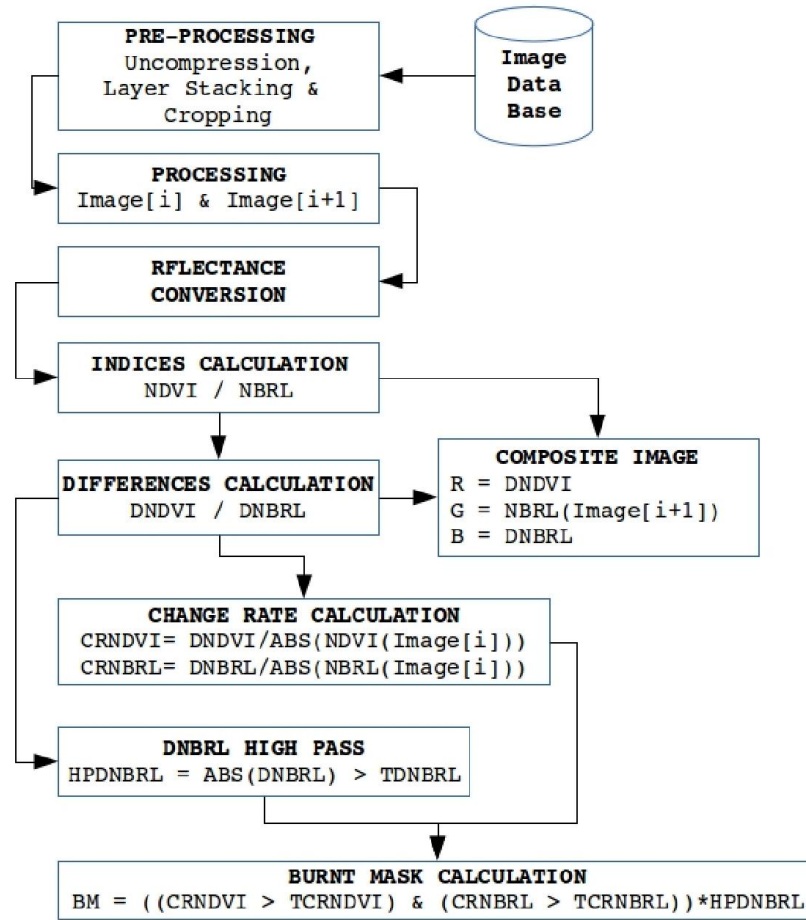 PRE-PROCESSING
Uncompression,
Layer Stacking &
Cropping
Image
Data
Base
PROCESSING
Image[i] & Image[i+1]
RFLECTANCE
CONVERSION
INDICES CALCULATION
NDVI / NBRL
DIFFERENCES CALCULATION
DNDVI / DNBRL
COMPOSITE IMAGE
R = DNDVI
G = NBRL(Image[i+1])
B = DNBRL
CHANGE RATE CALCULATION
CRNDVI= DNDVI/ABS(NDVI(Image[i]))
CRNBRL= DNBRL/ABS(NBRL(Image[i]))
DNBRL HIGH PASS
HPDNBRL = ABS(DNBRL) > TDNBRL
BURNT MASK CALCULATION
BM = ((CRNDVI > TCRNDVI) & (CRNBRL > TCRNBRL))*HPDNBRL